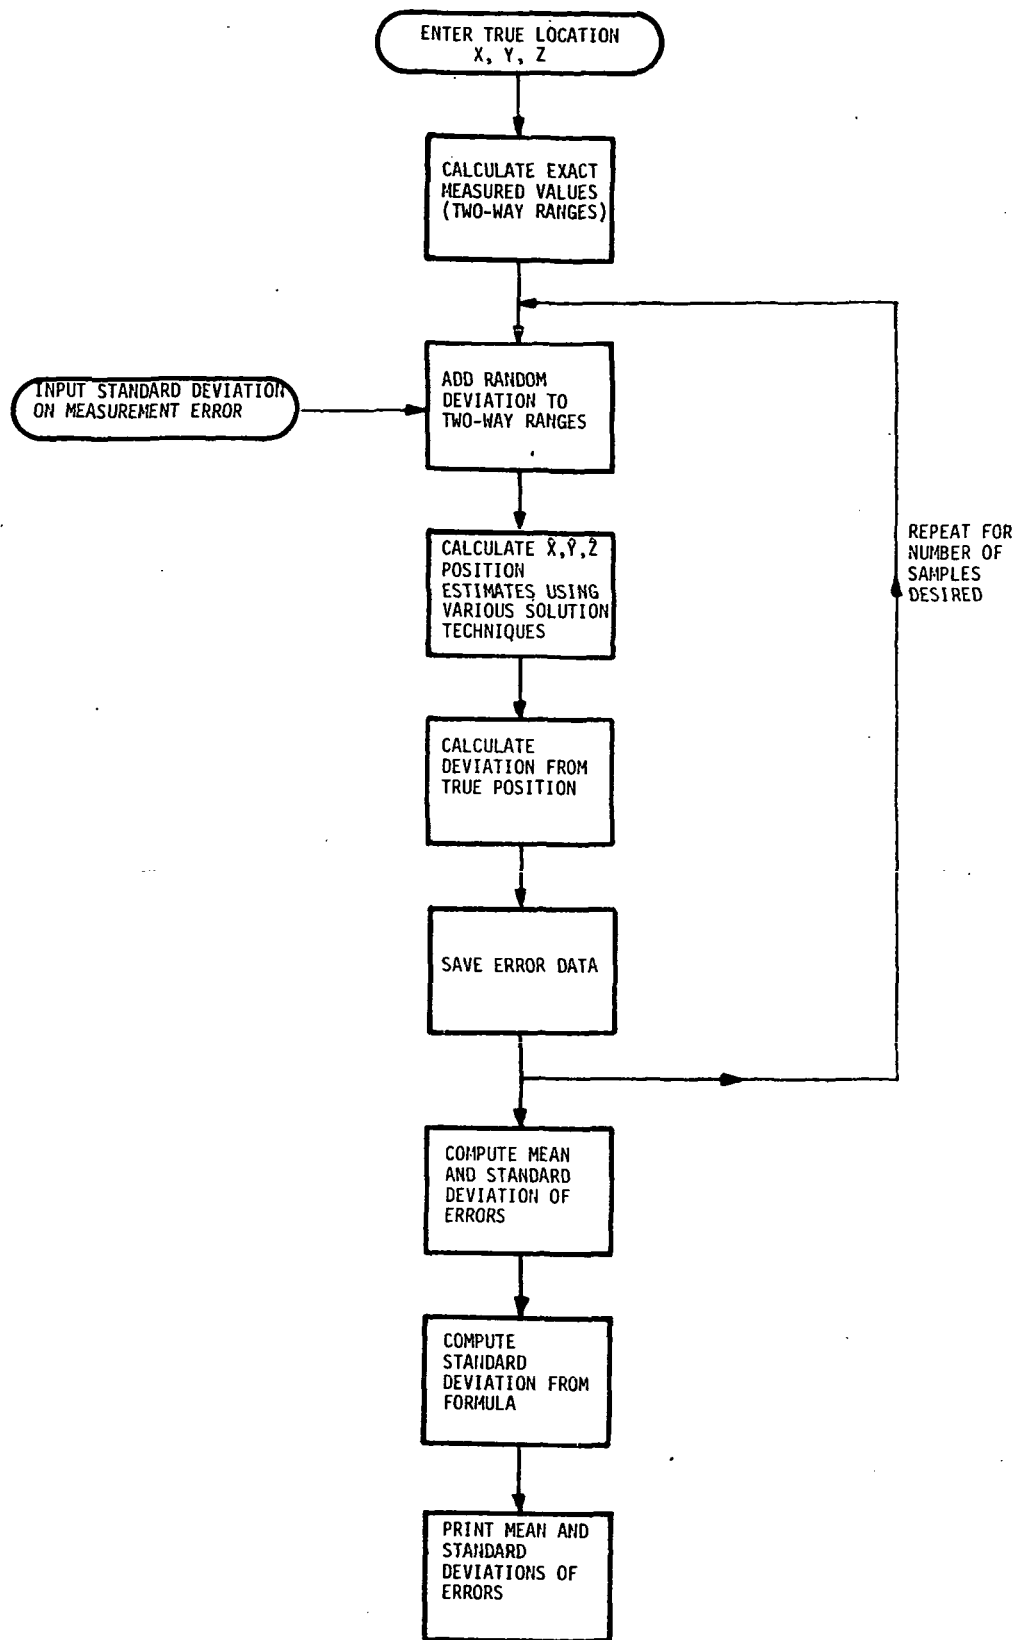 ENTER TRUE LOCATION
X, Y, Z
CALCULATE EXACT
MEASURED VALUES
(TWO-WAY RANGES)
ADD RANDOM
DEVIATION TO
TWO-WAY RANGES
INPUT STANDARD DEVIATION
ON MEASUREMENT ERROR
CALCULATE X̂,Ŷ,Ẑ
POSITION
ESTIMATES USING
VARIOUS SOLUTION
TECHNIQUES
REPEAT FOR
NUMBER OF
SAMPLES
DESIRED
CALCULATE
DEVIATION FROM
TRUE POSITION
SAVE ERROR DATA
COMPUTE MEAN
AND STANDARD
DEVIATION OF
ERRORS
COMPUTE
STANDARD
DEVIATION FROM
FORMULA
PRINT MEAN AND
STANDARD
DEVIATIONS OF
ERRORS